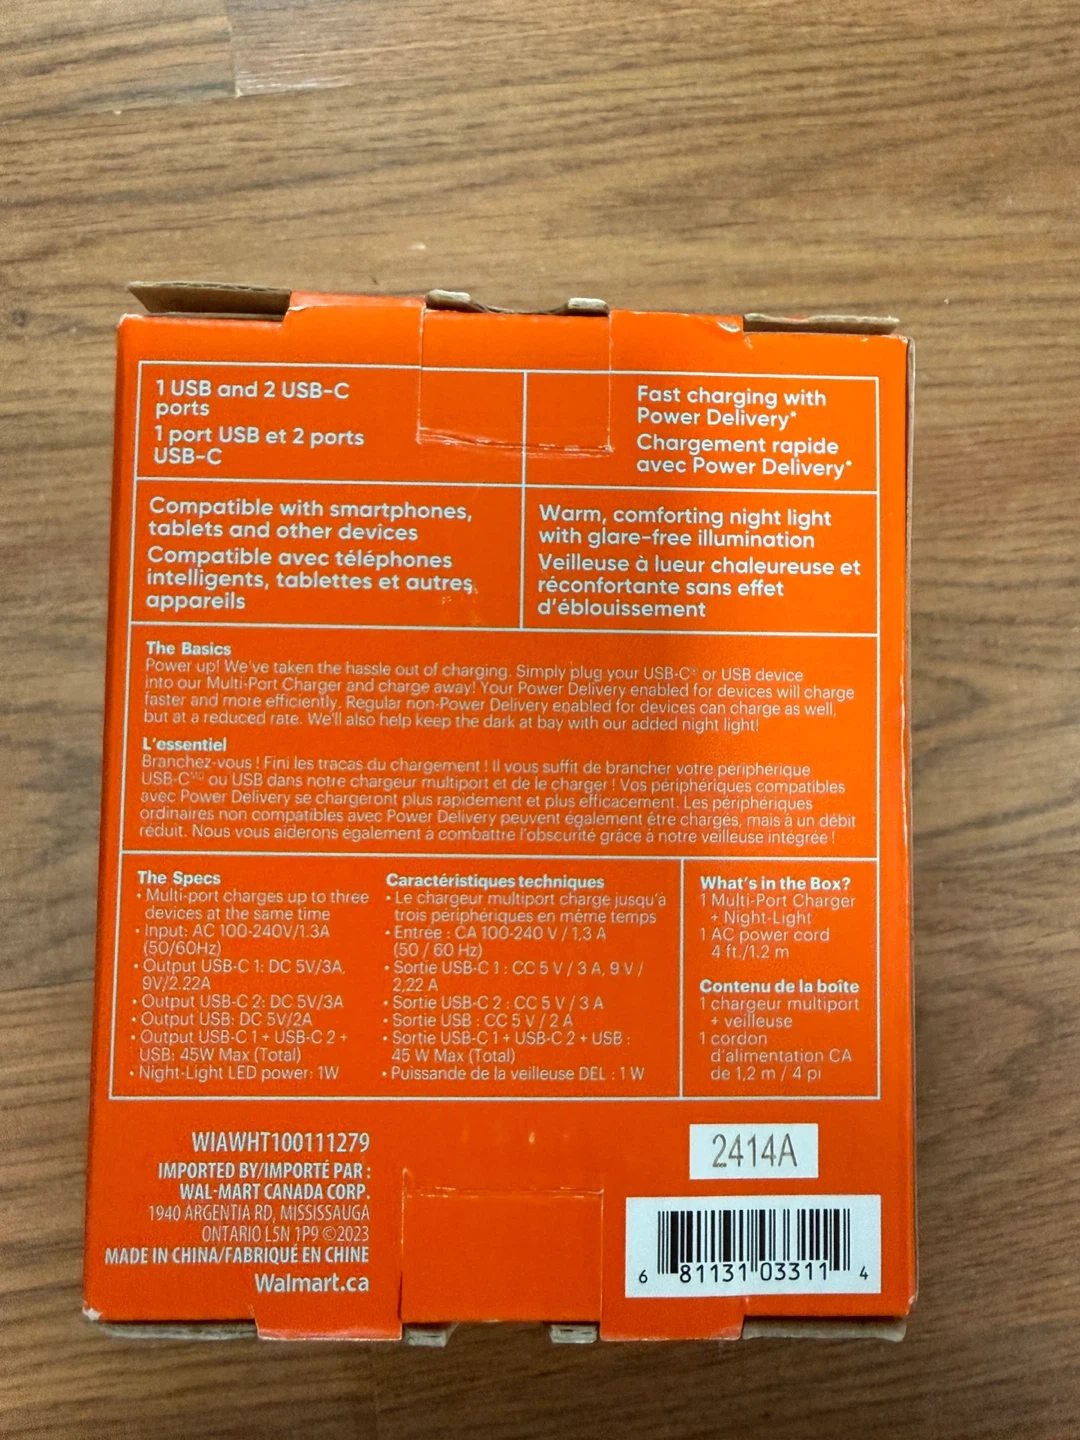 1 USB and 2 USB-C
ports
1 port USB et 2 ports
USB-C
Fast charging with
Power Delivery*
Chargement rapide
avec Power Delivery*
Compatible with smartphones,
tablets and other devices
Compatible avec téléphones
intelligents, tablettes et autres
appareils
Warm, comforting night light
with glare-free illumination
Veilleuse à lueur chaleureuse et
réconfortante sans effet
d'éblouissement
The Basics
Power up! We've taken the hassle out of charging. Simply plug your USB-C® or USB device
into our Multi-Port Charger and charge away! Your Power Delivery enabled for devices will charge
faster and more efficiently. Regular non-Power Delivery enabled for devices can charge as well,
but at a reduced rate. We'll also help keep the dark at bay with our added night light!
L'essentiel
Branchez-vous ! Fini les tracas du chargement ! Il vous suffit de brancher votre périphérique
USB-Cᴹᴰ ou USB dans notre chargeur multiport et de le charger ! Vos périphériques compatibles
avec Power Delivery se chargeront plus rapidement et plus efficacement. Les périphériques
ordinaires non compatibles avec Power Delivery peuvent également être chargés, mais à un débit
réduit. Nous vous aiderons également à combattre l'obscurité grâce à notre veilleuse intégrée !
The Specs
• Multi-port charges up to three
devices at the same time
• Input: AC 100-240V/1.3A
(50/60Hz)
• Output USB-C 1: DC 5V/3A,
9V/2.22A
• Output USB-C 2: DC 5V/3A
• Output USB: DC 5V/2A
• Output USB-C 1 + USB-C 2 +
USB: 45W Max (Total)
• Night-Light LED power: 1W
Caractéristiques techniques
• Le chargeur multiport charge jusqu'à
trois périphériques en même temps
• Entrée : CA 100-240 V / 1,3 A
(50 / 60 Hz)
• Sortie USB-C 1 : CC 5 V / 3 A, 9 V /
2,22 A
• Sortie USB-C 2 : CC 5 V / 3 A
• Sortie USB : CC 5 V / 2 A
• Sortie USB-C 1 + USB-C 2 + USB :
45 W Max (Total)
• Puissande de la veilleuse DEL : 1 W
What's in the Box?
1 Multi-Port Charger
+ Night-Light
1 AC power cord
4 ft./1.2 m
Contenu de la boîte
1 chargeur multiport
+ veilleuse
1 cordon
d'alimentation CA
de 1,2 m / 4 pi
WIAWHT100111279
IMPORTED BY/IMPORTÉ PAR :
WAL-MART CANADA CORP.
1940 ARGENTIA RD, MISSISSAUGA
ONTARIO L5N 1P9 ©2023
MADE IN CHINA/FABRIQUÉ EN CHINE
Walmart.ca
2414A
6 81131 03311 4